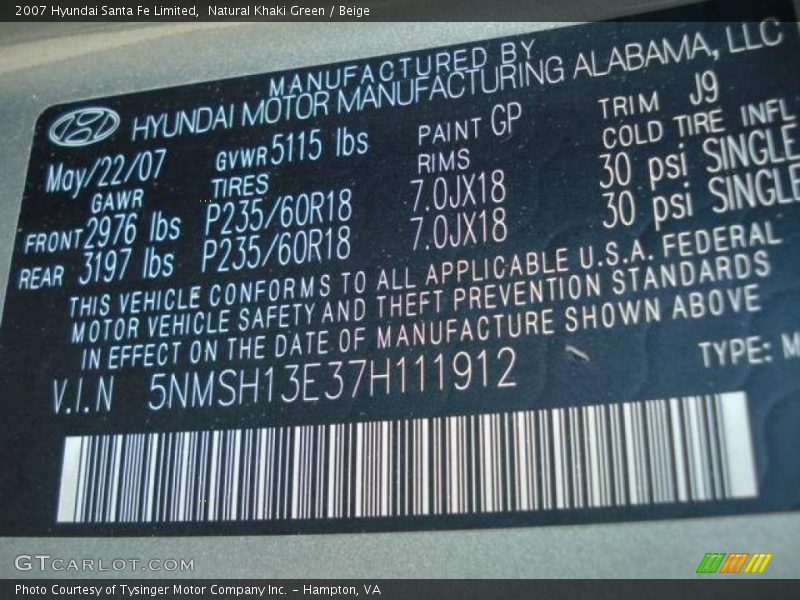 2007 Hyundai Santa Fe Limited,  Natural Khaki Green / Beige
MANUFACTURED BY
HYUNDAI MOTOR MANUFACTURING ALABAMA, LLC
May/22/07 GVWR 5115 lbs PAINT GP TRIM J9
GAWR TIRES RIMS COLD TIRE INFL
FRONT 2976 lbs P235/60R18 7.0JX18 30 psi SINGLE
REAR 3197 lbs P235/60R18 7.0JX18 30 psi SINGLE
THIS VEHICLE CONFORMS TO ALL APPLICABLE U.S.A. FEDERAL
MOTOR VEHICLE SAFETY AND THEFT PREVENTION STANDARDS
IN EFFECT ON THE DATE OF MANUFACTURE SHOWN ABOVE
V.I.N 5NMSH13E37H111912 TYPE: M
GTCARLOT.COM
Photo Courtesy of Tysinger Motor Company Inc. - Hampton, VA